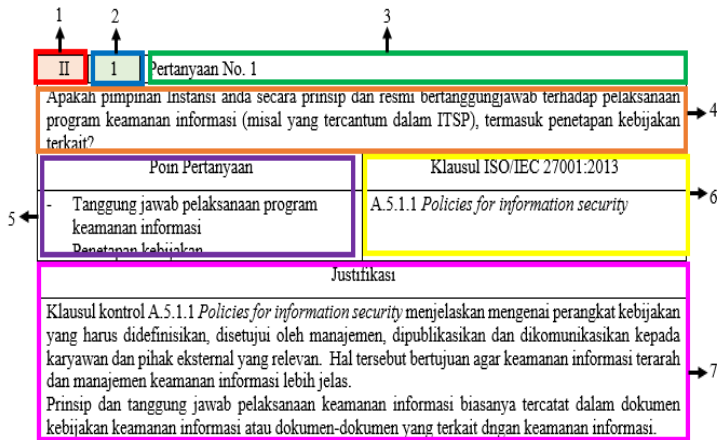 1 2 3
II 1 Pertanyaan No. 1
Apakah pimpinan Instansi anda secara prinsip dan resmi bertanggungjawab terhadap pelaksanaan
program keamanan informasi (misal yang tercantum dalam ITSP), termasuk penetapan kebijakan
terkait?
4
Poin Pertanyaan Klausul ISO/IEC 27001:2013
- Tanggung jawab pelaksanaan program A.5.1.1 Policies for information security
keamanan informasi
Penetapan kebijakan
5 6
Justifikasi
Klausul kontrol A.5.1.1 Policies for information security menjelaskan mengenai perangkat kebijakan
yang harus didefinisikan, disetujui oleh manajemen, dipublikasikan dan dikomunikasikan kepada
karyawan dan pihak eksternal yang relevan. Hal tersebut bertujuan agar keamanan informasi terarah
dan manajemen keamanan informasi lebih jelas.
7
Prinsip dan tanggung jawab pelaksanaan keamanan informasi biasanya tercatat dalam dokumen
kebijakan keamanan informasi atau dokumen-dokumen yang terkait dngan keamanan informasi.